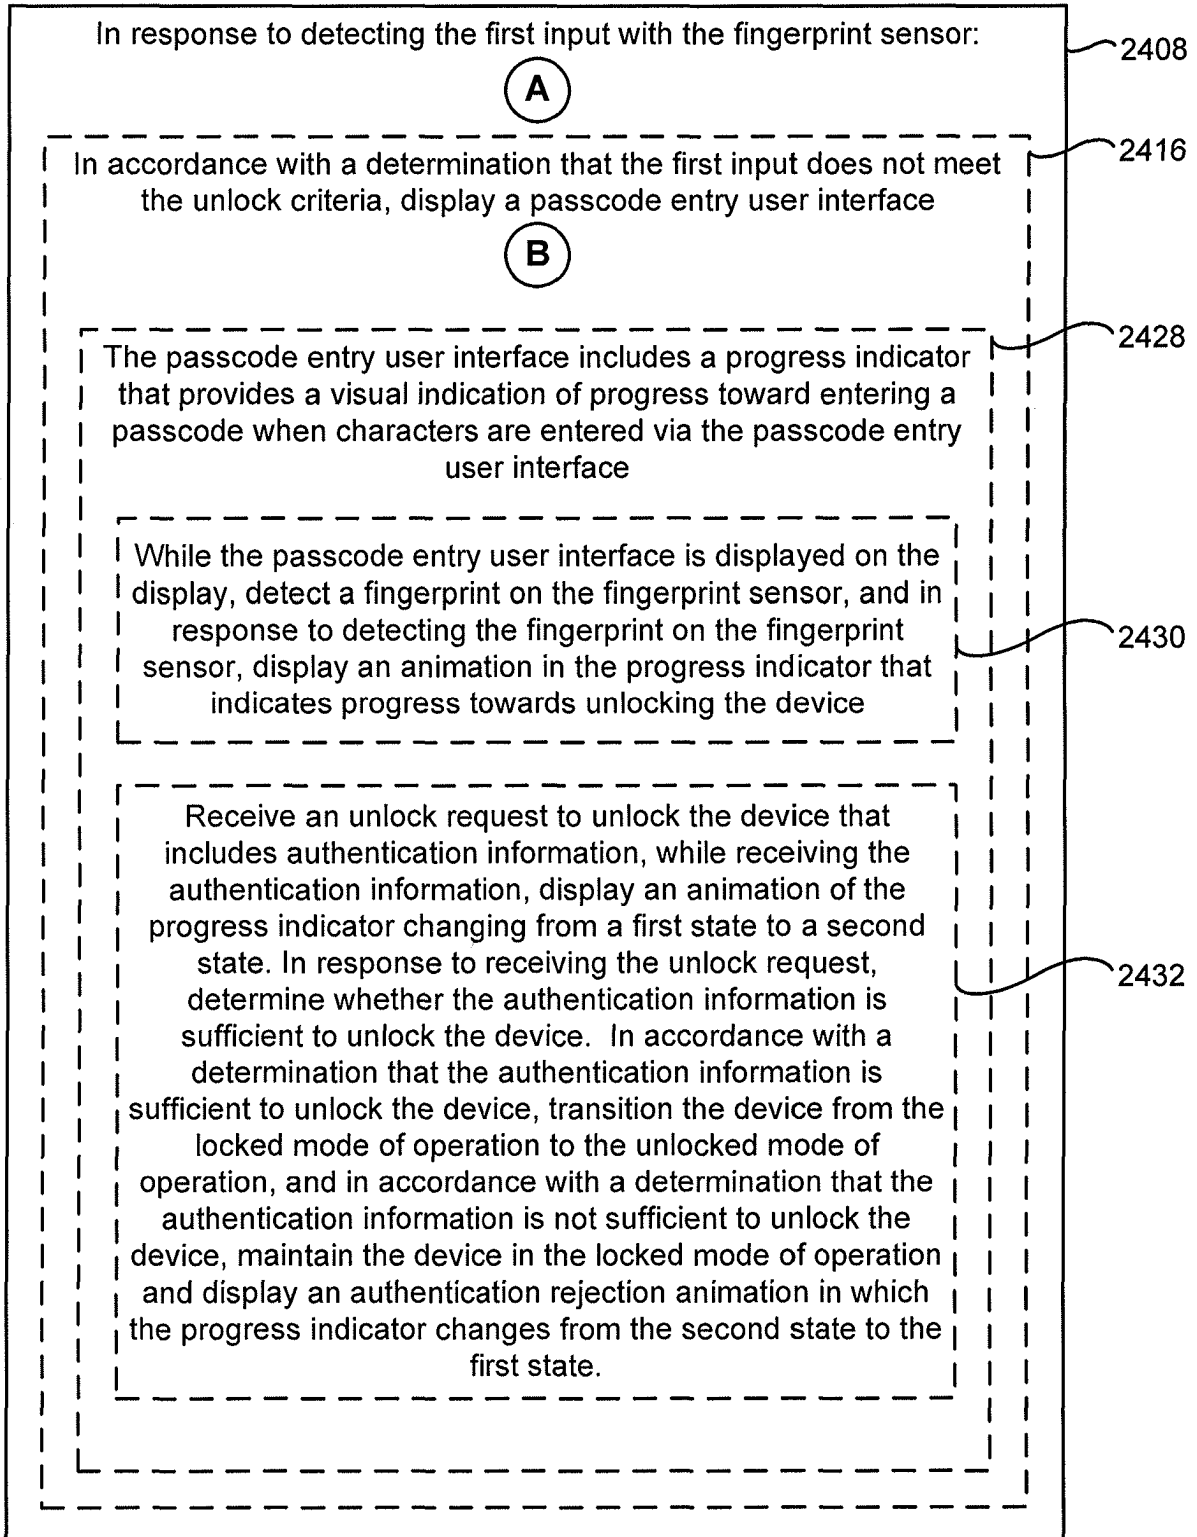 In response to detecting the first input with the fingerprint sensor:
2408
A
In accordance with a determination that the first input does not meet
the unlock criteria, display a passcode entry user interface
2416
B
The passcode entry user interface includes a progress indicator
that provides a visual indication of progress toward entering a
passcode when characters are entered via the passcode entry
user interface
2428
While the passcode entry user interface is displayed on the
display, detect a fingerprint on the fingerprint sensor, and in
response to detecting the fingerprint on the fingerprint
sensor, display an animation in the progress indicator that
indicates progress towards unlocking the device
2430
Receive an unlock request to unlock the device that
includes authentication information, while receiving the
authentication information, display an animation of the
progress indicator changing from a first state to a second
state. In response to receiving the unlock request,
determine whether the authentication information is
sufficient to unlock the device.  In accordance with a
determination that the authentication information is
sufficient to unlock the device, transition the device from the
locked mode of operation to the unlocked mode of
operation, and in accordance with a determination that the
authentication information is not sufficient to unlock the
device, maintain the device in the locked mode of operation
and display an authentication rejection animation in which
the progress indicator changes from the second state to the
first state.
2432